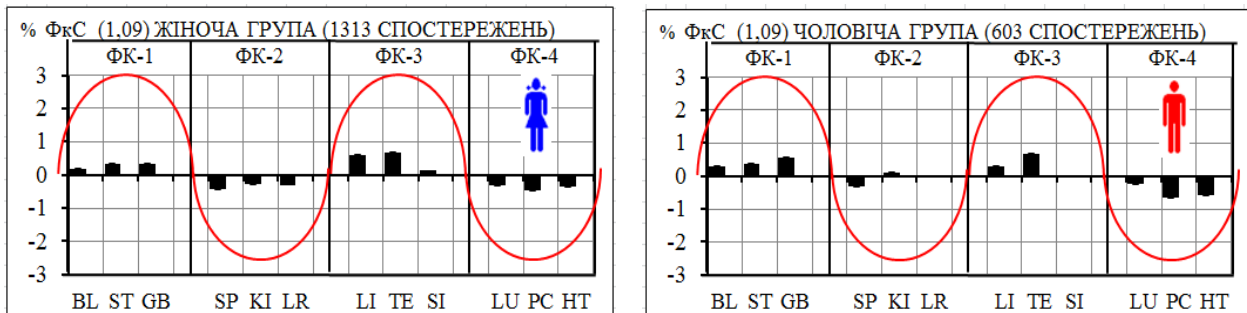 % ФкС (1,09) ЖІНОЧА ГРУПА (1313 СПОСТЕРЕЖЕНЬ)
ФК-1 ФК-2 ФК-3 ФК-4
3
2
1
0
-1
-2
-3
BL ST GB SP KI LR LI TE SI LU PC HT
% ФкС (1,09) ЧОЛОВІЧА ГРУПА (603 СПОСТЕРЕЖЕНЬ)
ФК-1 ФК-2 ФК-3 ФК-4
3
2
1
0
-1
-2
-3
BL ST GB SP KI LR LI TE SI LU PC HT